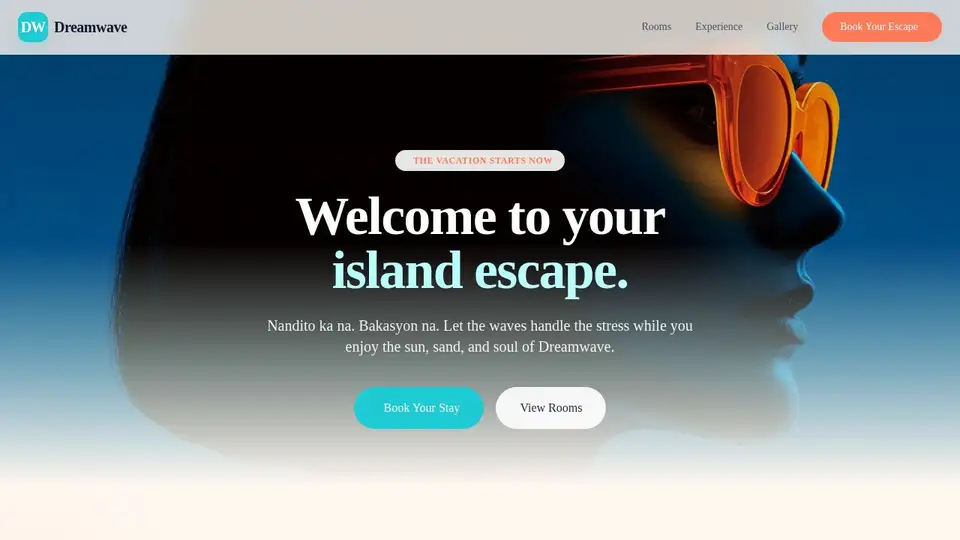 DW Dreamwave
Rooms Experience Gallery Book Your Escape
THE VACATION STARTS NOW
Welcome to your
island escape.
Nandito ka na. Bakasyon na. Let the waves handle the stress while you
enjoy the sun, sand, and soul of Dreamwave.
Book Your Stay
View Rooms